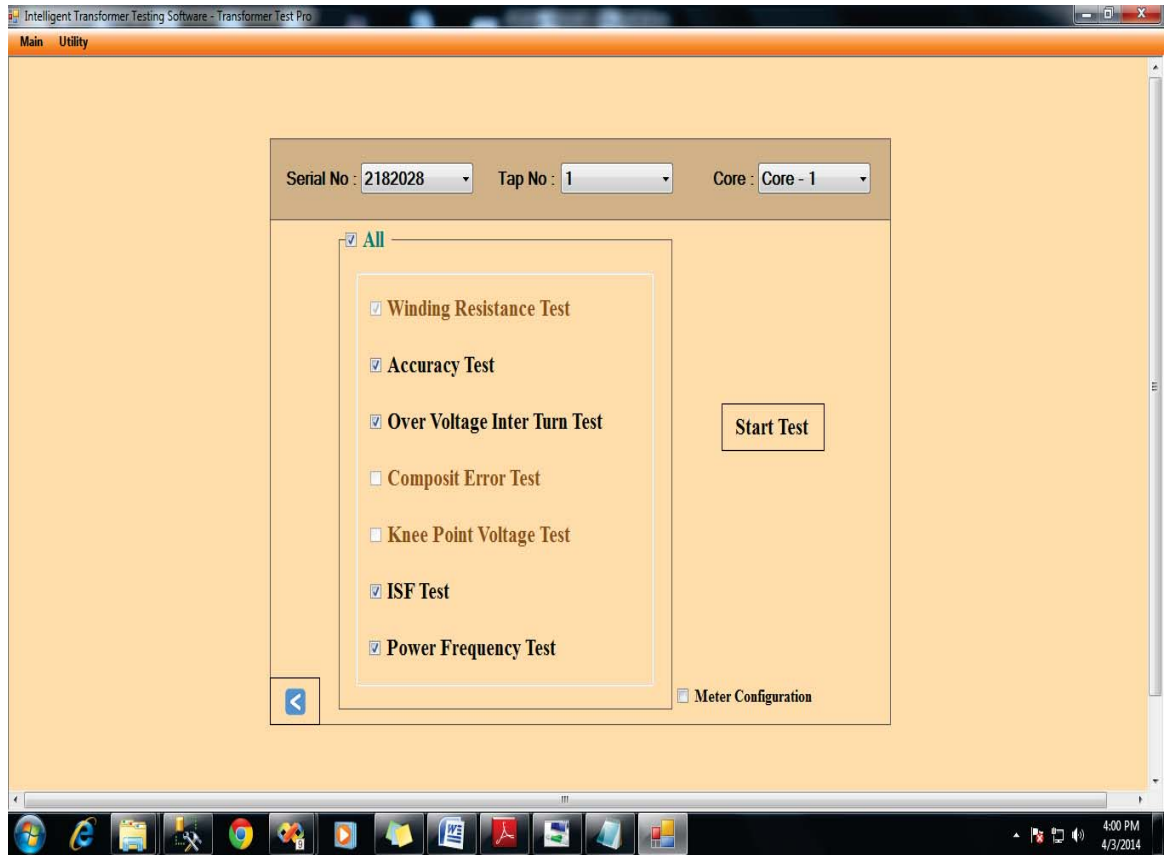 Intelligent Transformer Testing Software - Transformer Test Pro
Main Utility
Serial No : 2182028 Tap No : 1 Core : Core - 1
All
Winding Resistance Test
Accuracy Test
Over Voltage Inter Turn Test
Start Test
Composit Error Test
Knee Point Voltage Test
ISF Test
Power Frequency Test
Meter Configuration
4:00 PM
4/3/2014